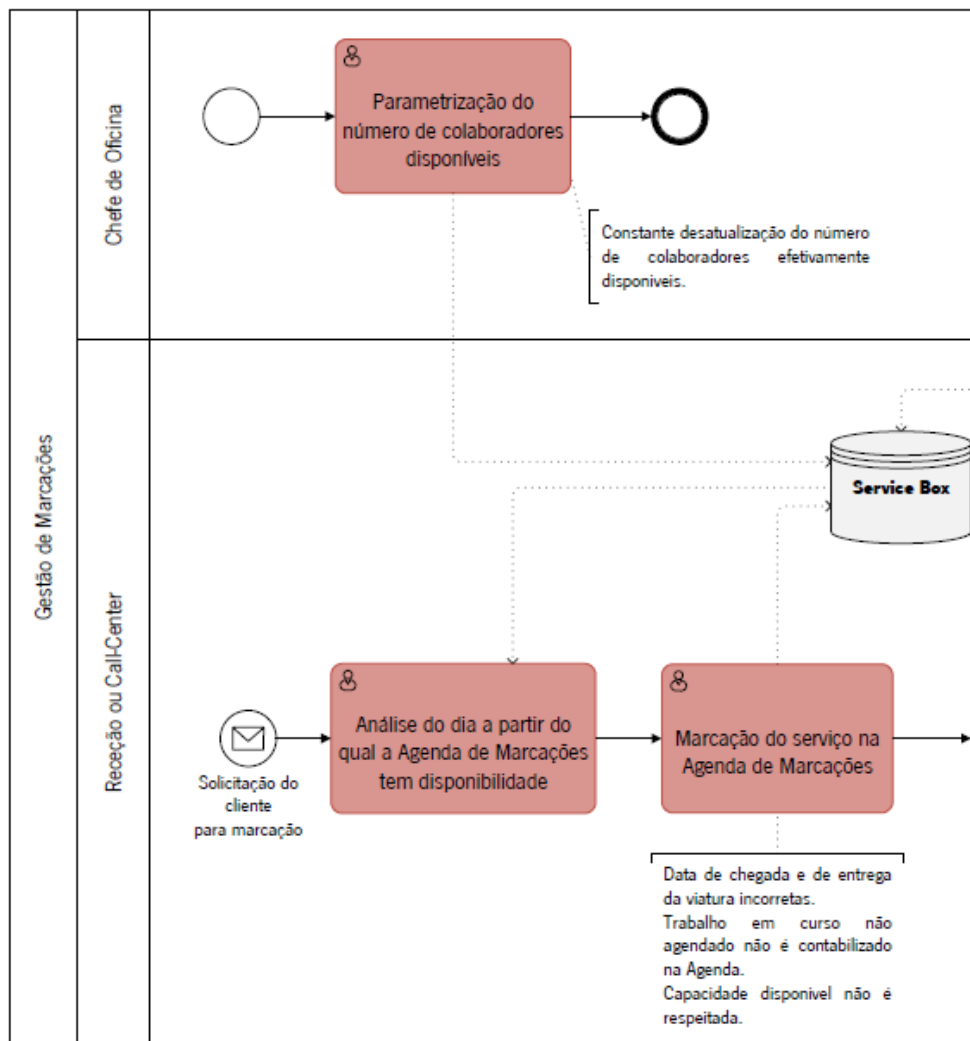 Gestão de Marcações
Chefe de Oficina
Parametrização do
número de colaboradores
disponíveis
Constante desatualização do número
de colaboradores efetivamente
disponiveis.
Receção ou Call-Center
Service Box
Solicitação do
cliente
para marcação
Análise do dia a partir do
qual a Agenda de Marcações
tem disponibilidade
Marcação do serviço na
Agenda de Marcações
Data de chegada e de entrega
da viatura incorretas.
Trabalho em curso não
agendado não é contabilizado
na Agenda.
Capacidade disponivel não é
respeitada.